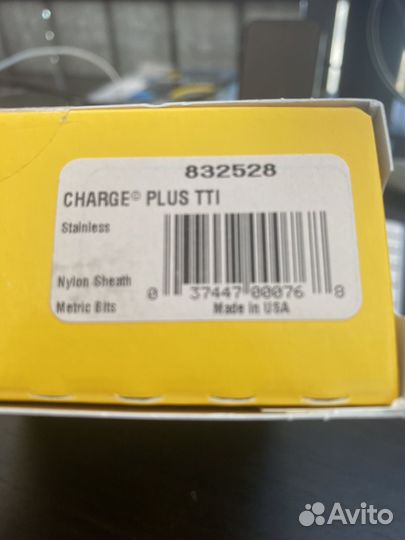 832528
CHARGE© PLUS TTI
Stainless
Nylon Sheath
Metric Bits
0 37447 00076 8
Made in USA
Avito